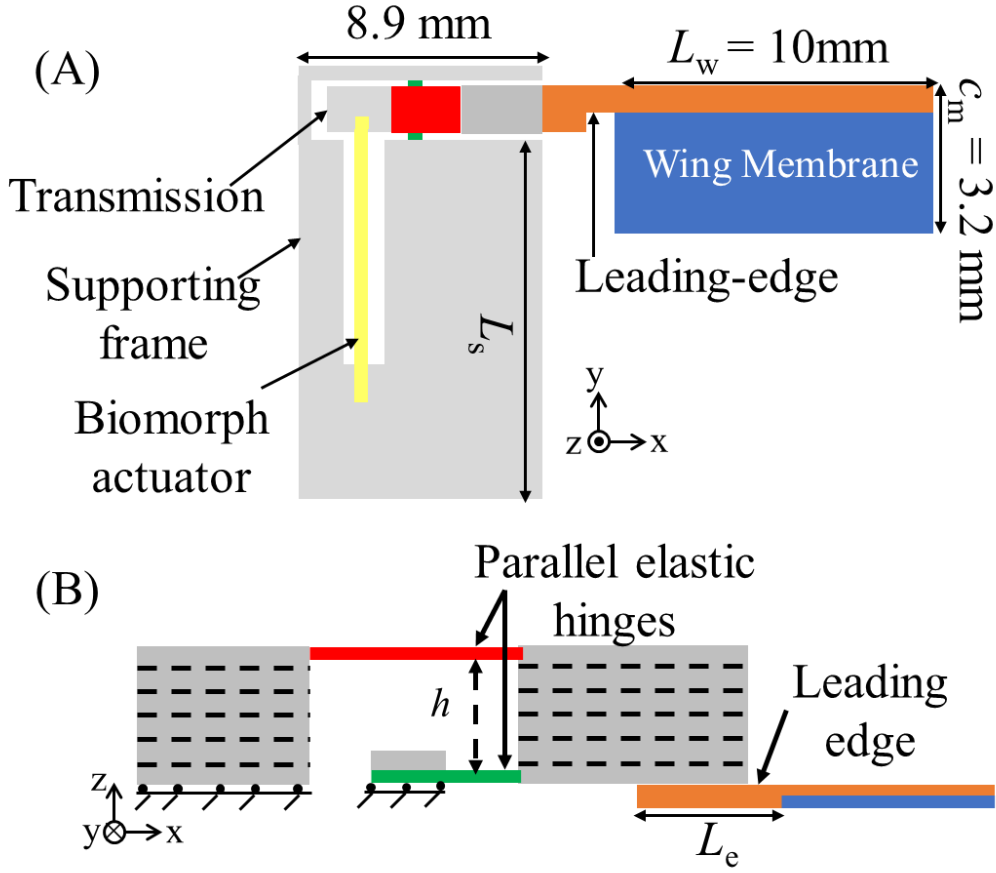 (A)
8.9 mm
L_w = 10mm
c_m = 3.2 mm
Wing Membrane
Transmission
Leading-edge
Supporting
frame
L_s
Biomorph
actuator
y
z
x
(B)
Parallel elastic
hinges
h
Leading
edge
z
y
x
L_e